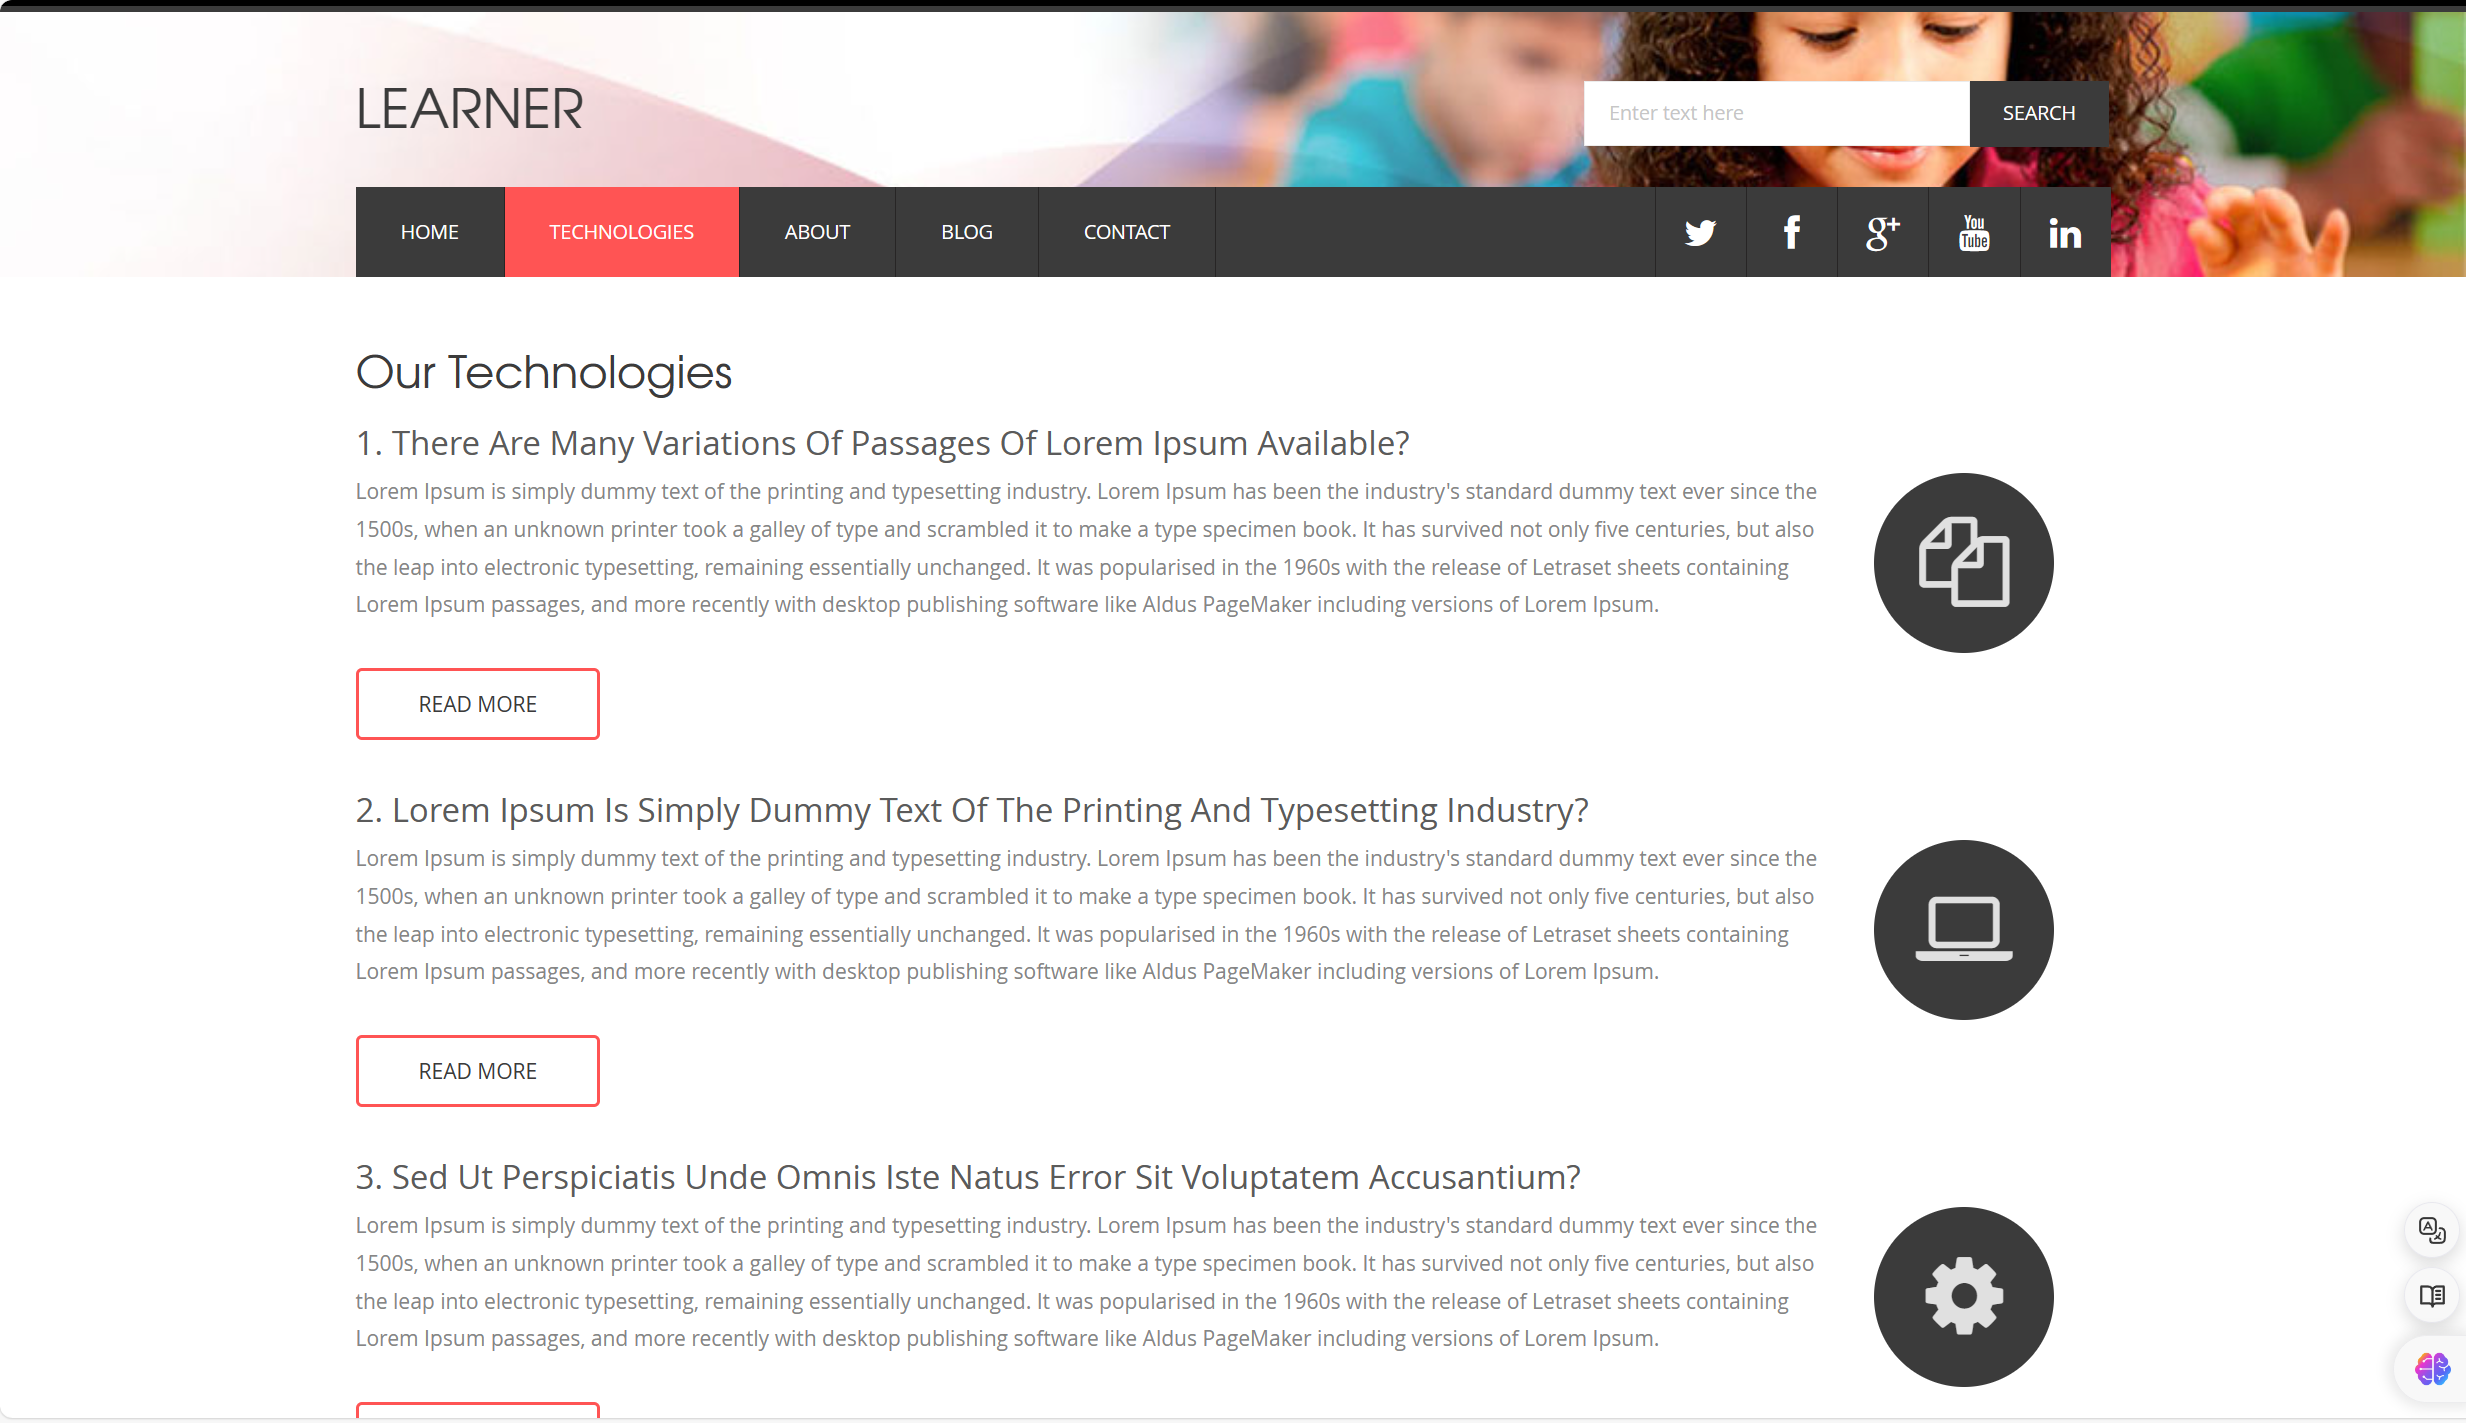 LEARNER
Enter text here
SEARCH
HOME TECHNOLOGIES ABOUT BLOG CONTACT
You Tube
Our Technologies
1. There Are Many Variations Of Passages Of Lorem Ipsum Available?
Lorem Ipsum is simply dummy text of the printing and typesetting industry. Lorem Ipsum has been the industry's standard dummy text ever since the
1500s, when an unknown printer took a galley of type and scrambled it to make a type specimen book. It has survived not only five centuries, but also
the leap into electronic typesetting, remaining essentially unchanged. It was popularised in the 1960s with the release of Letraset sheets containing
Lorem Ipsum passages, and more recently with desktop publishing software like Aldus PageMaker including versions of Lorem Ipsum.
READ MORE
2. Lorem Ipsum Is Simply Dummy Text Of The Printing And Typesetting Industry?
Lorem Ipsum is simply dummy text of the printing and typesetting industry. Lorem Ipsum has been the industry's standard dummy text ever since the
1500s, when an unknown printer took a galley of type and scrambled it to make a type specimen book. It has survived not only five centuries, but also
the leap into electronic typesetting, remaining essentially unchanged. It was popularised in the 1960s with the release of Letraset sheets containing
Lorem Ipsum passages, and more recently with desktop publishing software like Aldus PageMaker including versions of Lorem Ipsum.
READ MORE
3. Sed Ut Perspiciatis Unde Omnis Iste Natus Error Sit Voluptatem Accusantium?
Lorem Ipsum is simply dummy text of the printing and typesetting industry. Lorem Ipsum has been the industry's standard dummy text ever since the
1500s, when an unknown printer took a galley of type and scrambled it to make a type specimen book. It has survived not only five centuries, but also
the leap into electronic typesetting, remaining essentially unchanged. It was popularised in the 1960s with the release of Letraset sheets containing
Lorem Ipsum passages, and more recently with desktop publishing software like Aldus PageMaker including versions of Lorem Ipsum.